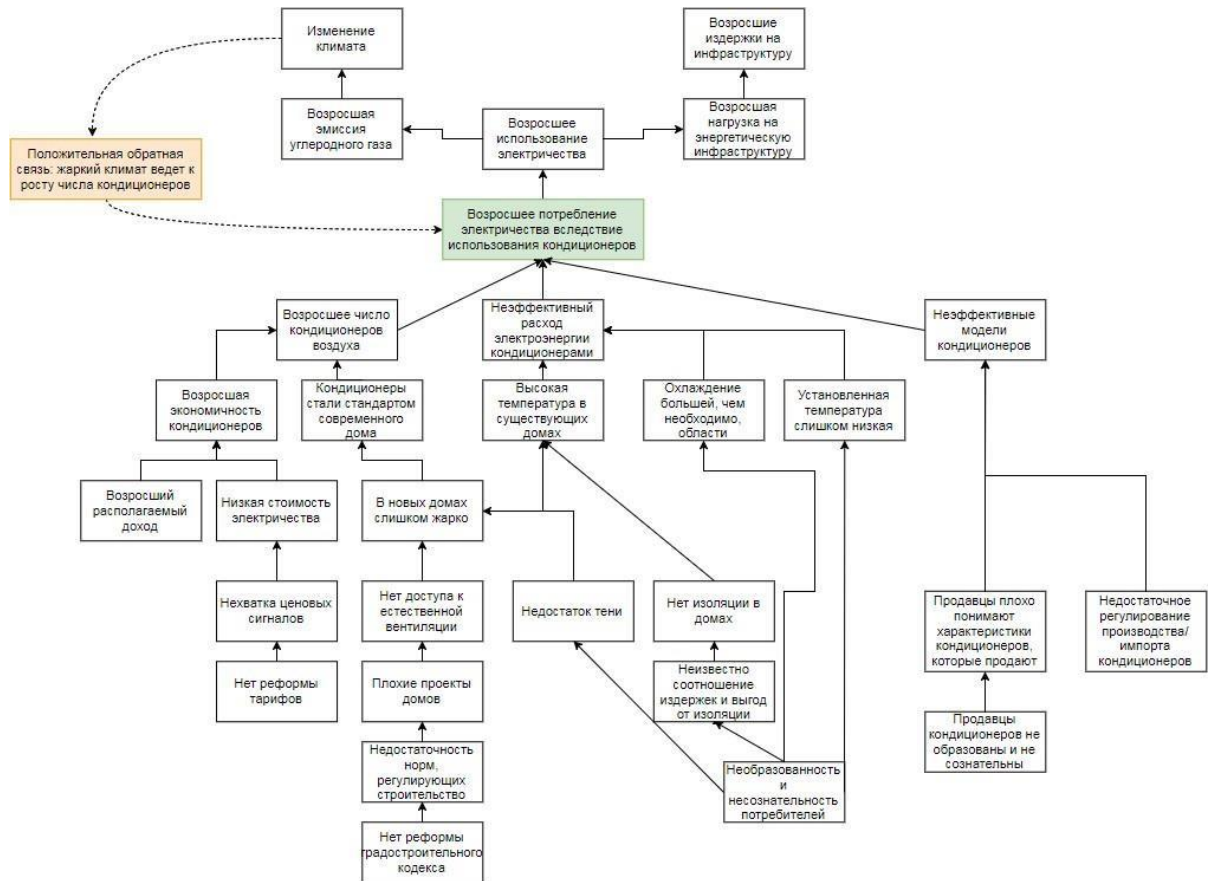 Изменение
климата
Возросшие
издержки на
инфраструктуру
Возросшая
эмиссия
углеродного газа
Возросшее
использование
электричества
Возросшая
нагрузка на
энергетическую
инфраструктуру
Положительная обратная
связь: жаркий климат ведет к
росту числа кондиционеров
Возросшее потребление
электричества вследствие
использования кондиционеров
Возросшее число
кондиционеров
воздуха
Неэффективный
расход
электроэнергии
кондиционерами
Неэффективные
модели
кондиционеров
Возросшая
экономичность
кондиционеров
Кондиционеры
стали стандартом
современного
дома
Высокая
температура в
существующих
домах
Охлаждение
большей, чем
необходимо,
области
Установленная
температура
слишком низкая
Возросший
располагаемый
доход
Низкая стоимость
электричества
В новых домах
слишком жарко
Нехватка ценовых
сигналов
Нет доступа к
естественной
вентиляции
Недостаток тени
Нет изоляции в
домах
Продавцы плохо
понимают
характеристики
кондиционеров,
которые продают
Недостаточное
регулирование
производства/
импорта
кондиционеров
Нет реформы
тарифов
Плохие проекты
домов
Неизвестно
соотношение
издержек и выгод
от изоляции
Продавцы
кондиционеров не
образованы и не
сознательны
Недостаточность
норм,
регулирующих
строительство
Необразованность
и
несознательность
потребителей
Нет реформы
градостроительного
кодекса